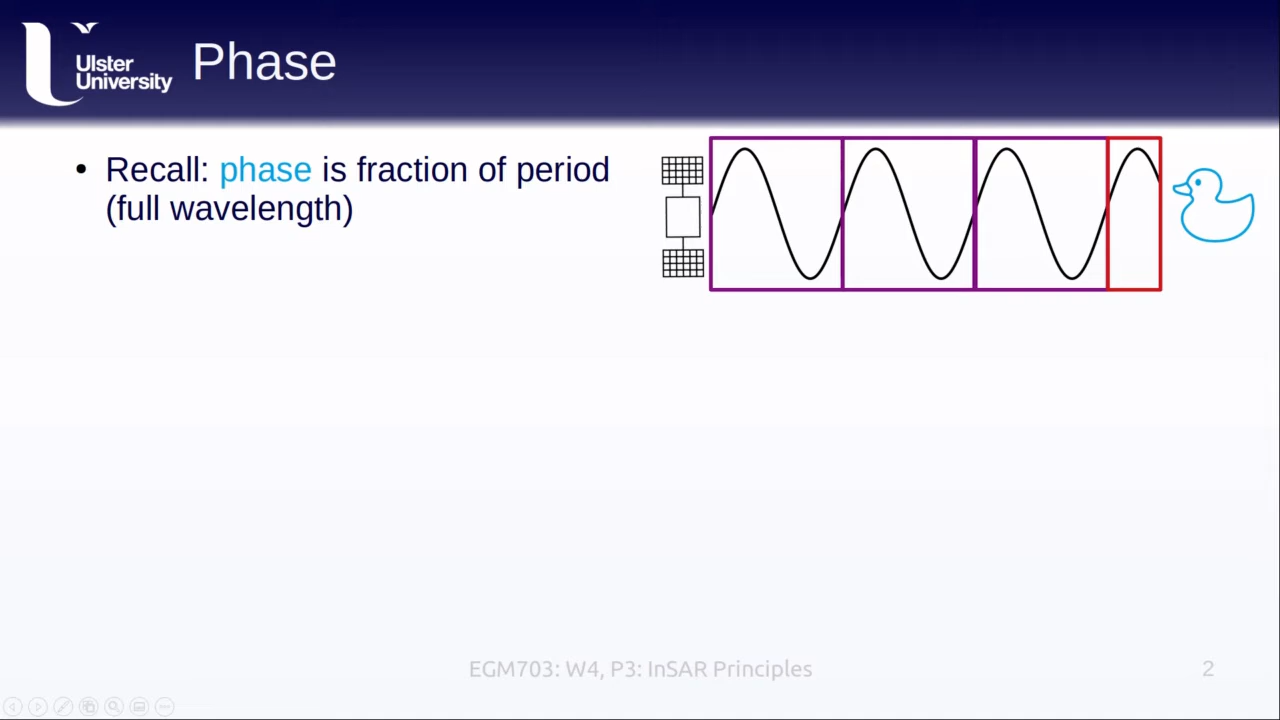 Ulster
University
Phase
Recall: phase is fraction of period
(full wavelength)
EGM703: W4, P3: InSAR Principles
2